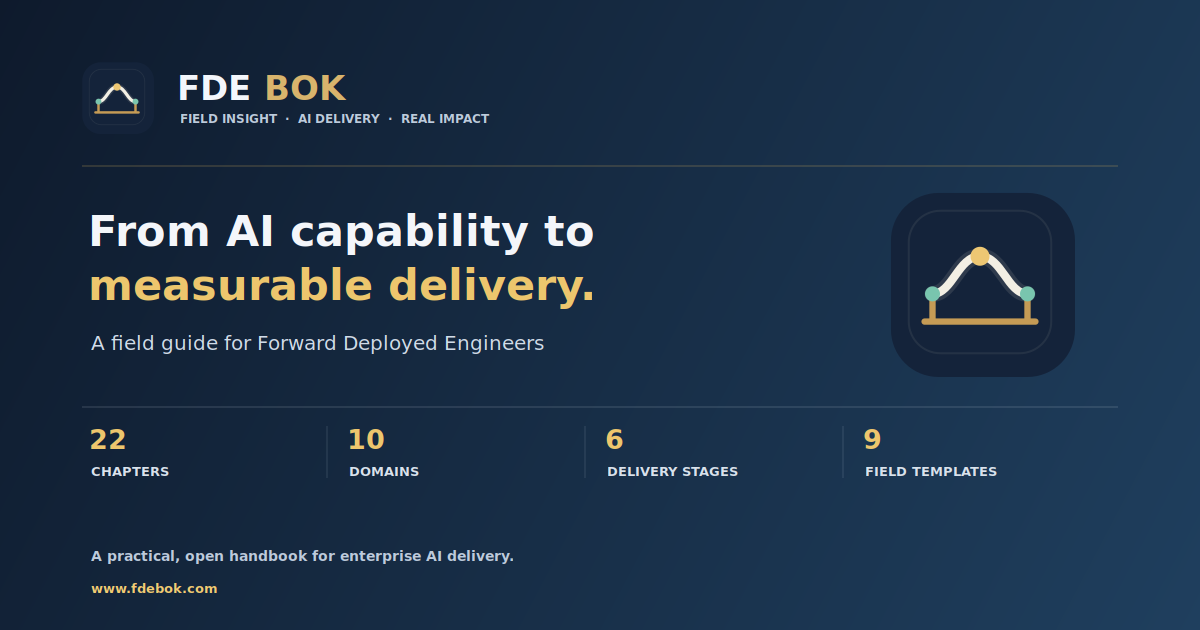 FDE BOK
FIELD INSIGHT · AI DELIVERY · REAL IMPACT
From AI capability to
measurable delivery.
A field guide for Forward Deployed Engineers
22
CHAPTERS
10
DOMAINS
6
DELIVERY STAGES
9
FIELD TEMPLATES
A practical, open handbook for enterprise AI delivery.
www.fdebok.com